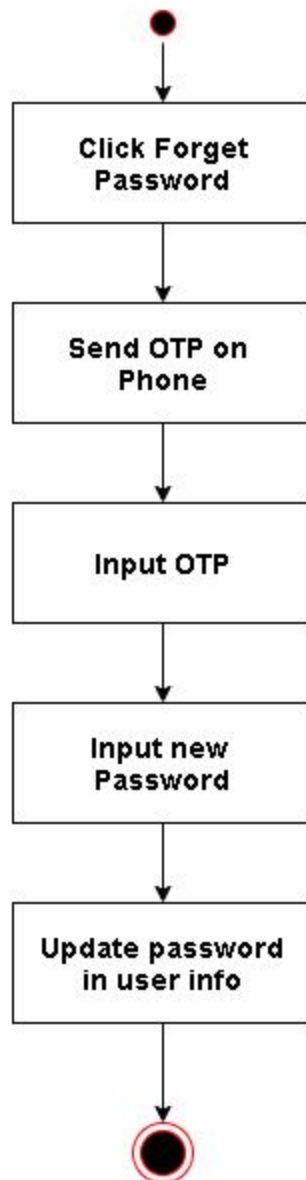 Click Forget
Password
Send OTP on
Phone
Input OTP
Input new
Password
Update password
in user info